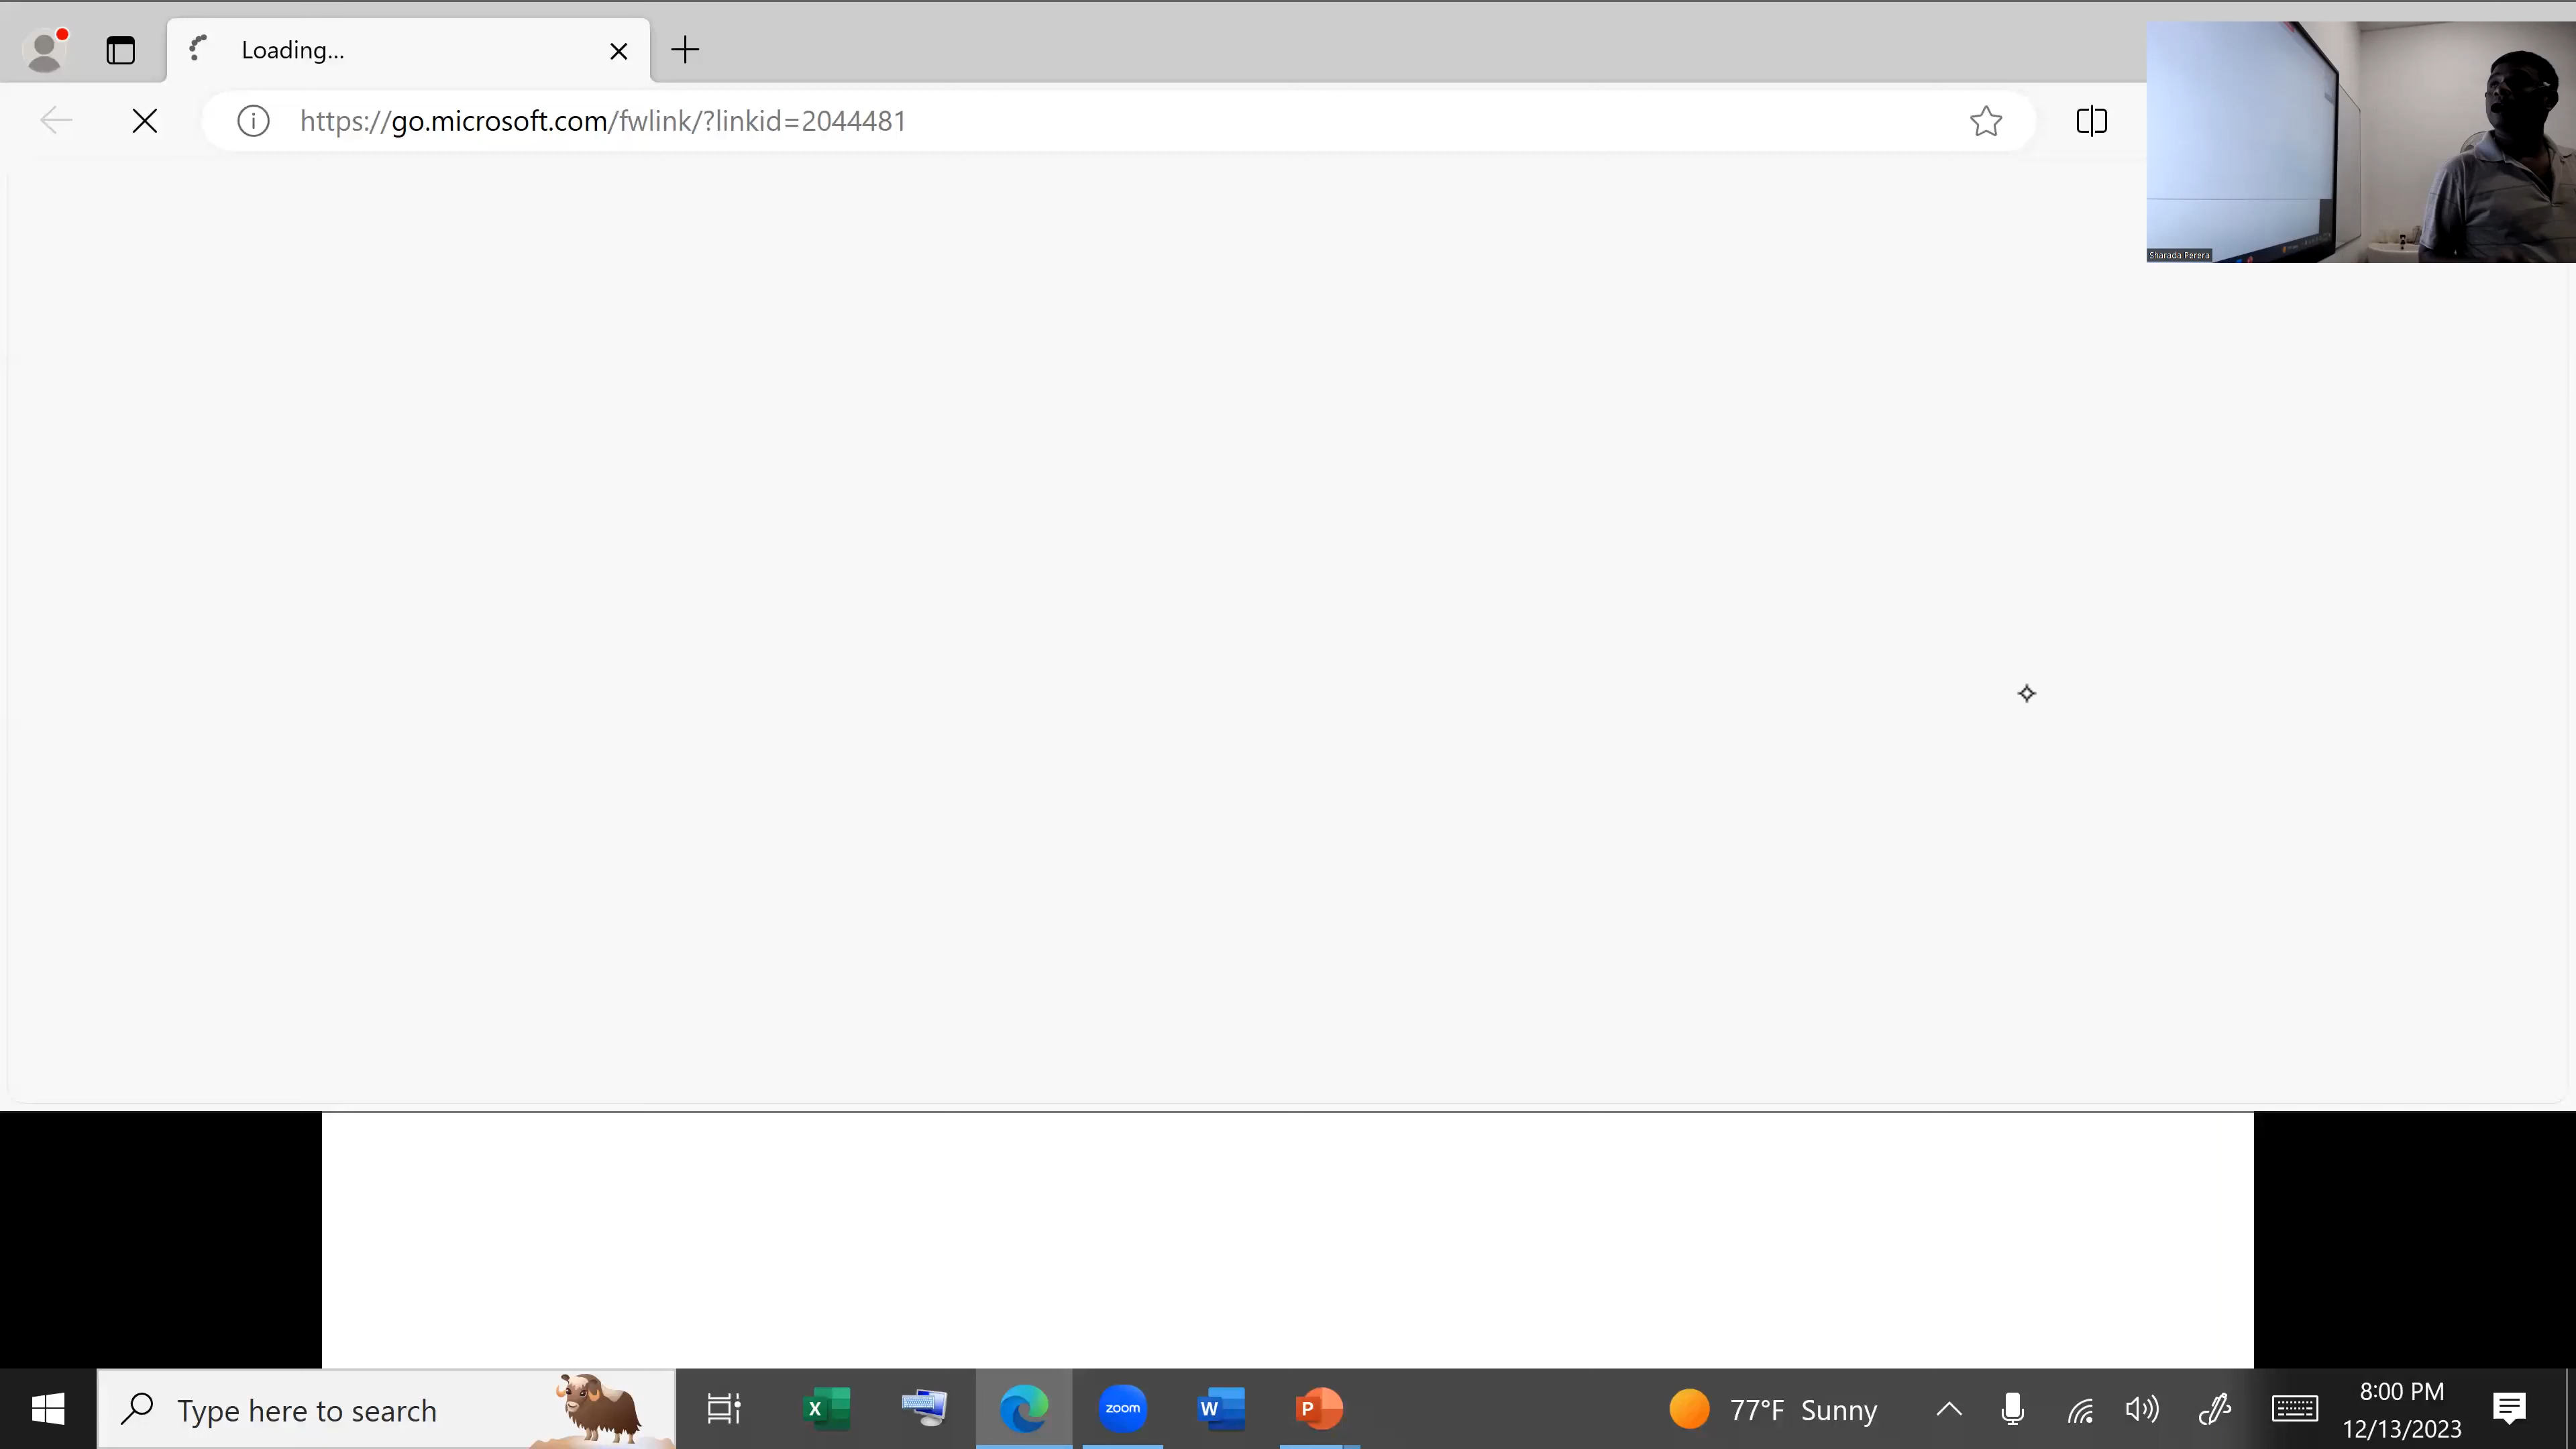 Loading...
https://go.microsoft.com/fwlink/?linkid=2044481
Sharada Perera
Type here to search
X
zoom
W
P
77°F Sunny
8:00 PM
12/13/2023